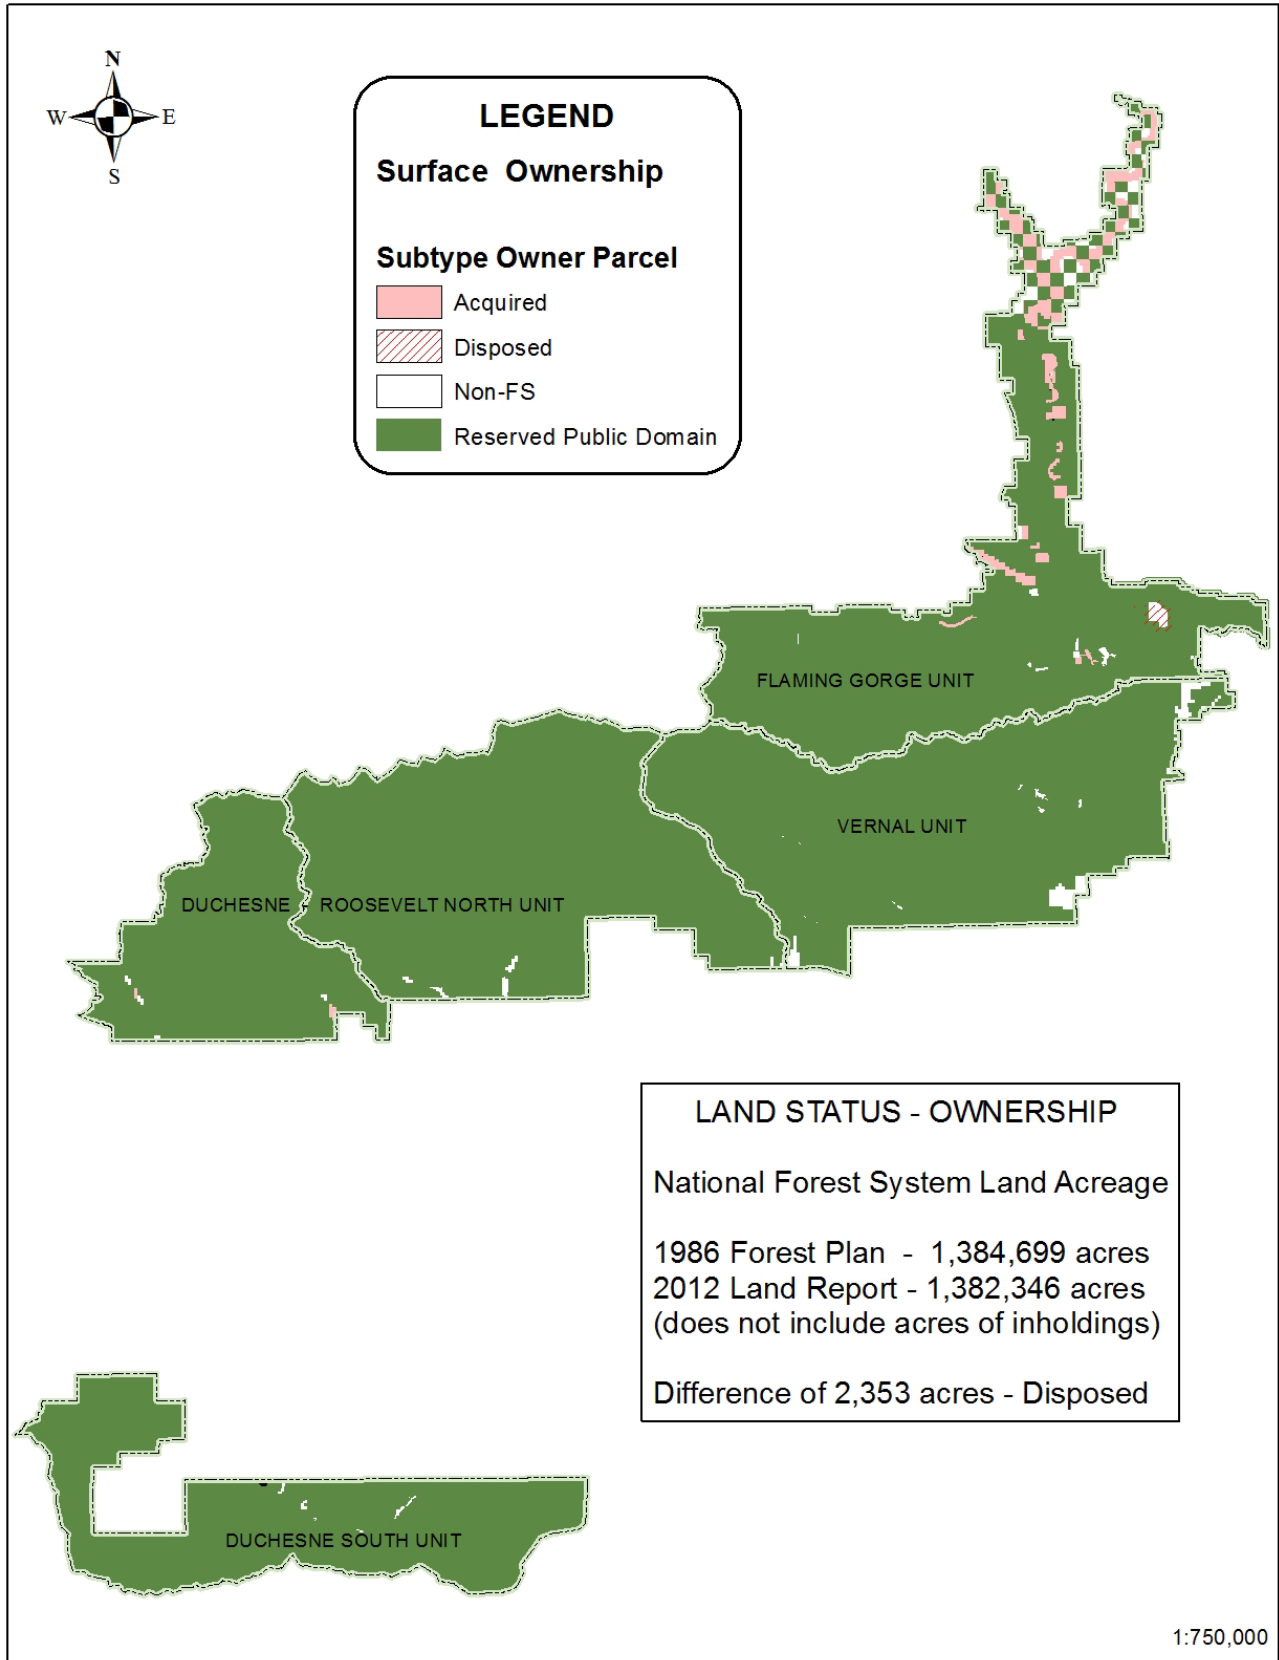 N
W E
S
LEGEND
Surface Ownership
Subtype Owner Parcel
Acquired
Disposed
Non-FS
Reserved Public Domain
FLAMING GORGE UNIT
VERNAL UNIT
DUCHESNE ROOSEVELT NORTH UNIT
LAND STATUS - OWNERSHIP
National Forest System Land Acreage
1986 Forest Plan - 1,384,699 acres
2012 Land Report - 1,382,346 acres
(does not include acres of inholdings)
Difference of 2,353 acres - Disposed
DUCHESNE SOUTH UNIT
1:750,000